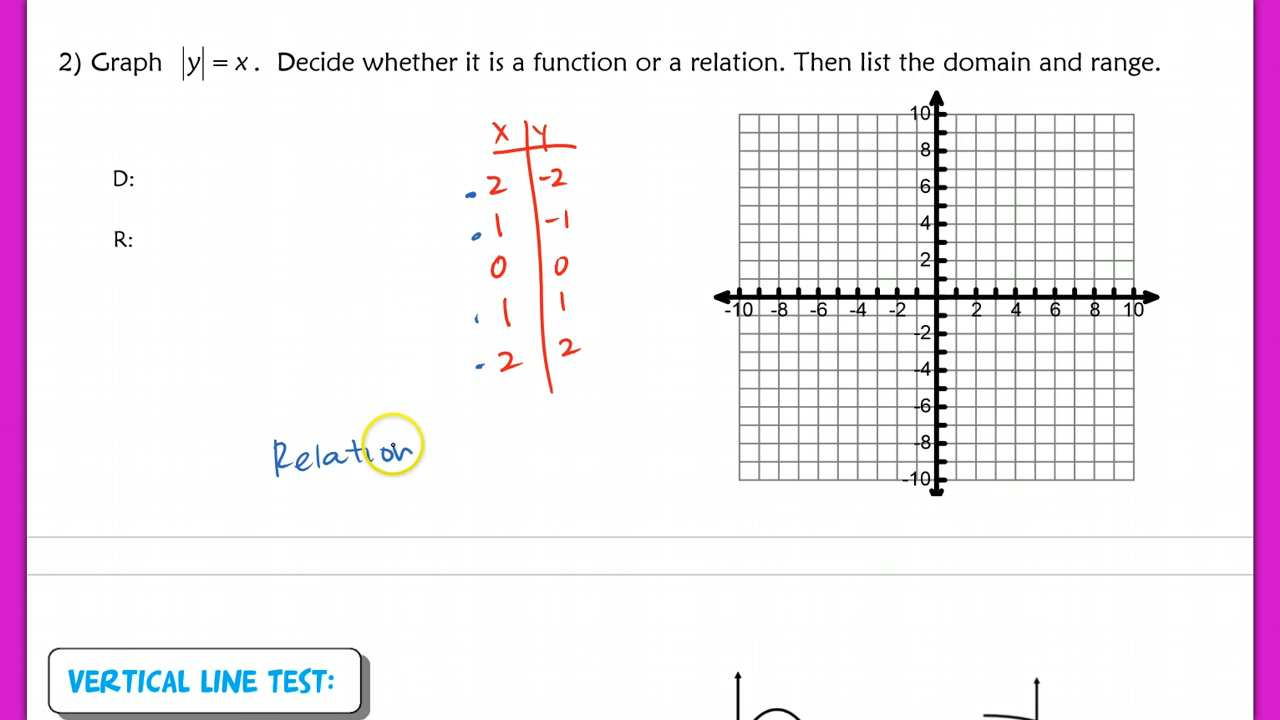 2) Graph |y| = x. Decide whether it is a function or a relation. Then list the domain and range.
D:
R:
x | y
2 | -2
1 | -1
0 | 0
1 | 1
2 | 2
Relation
10
8
6
4
2
-10 -8 -6 -4 -2 2 4 6 8 10
-2
-4
-6
-8
-10
VERTICAL LINE TEST: